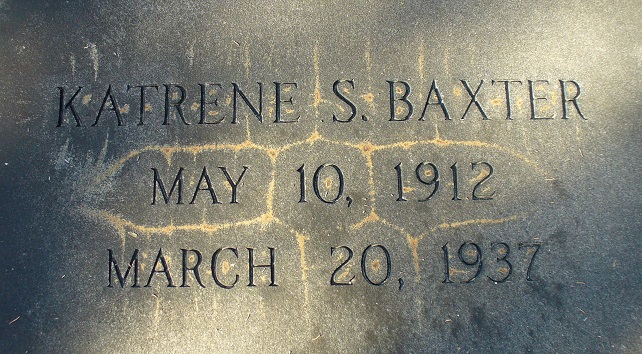 KATRENE S. BAXTER
MAY 10, 1912
MARCH 20, 1937